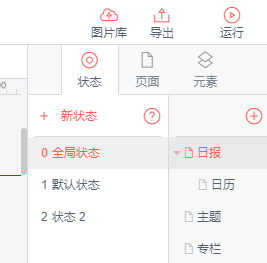 图片库 导出 运行
00
状态 页面 元素
+ 新状态 ?
0 全局状态
日报
1 默认状态
日历
2 状态 2
主题
专栏